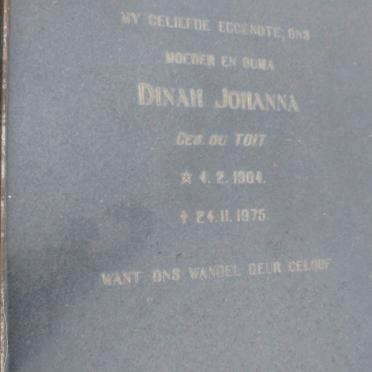 MY GELIEFDE EGGENOTE, ONS
MOEDER EN OUMA
DINAH JOHANNA
GEB. DU TOIT
☆ 4.2.1904.
† 24.11.1975.
WANT ONS WANDEL DEUR GELOOF